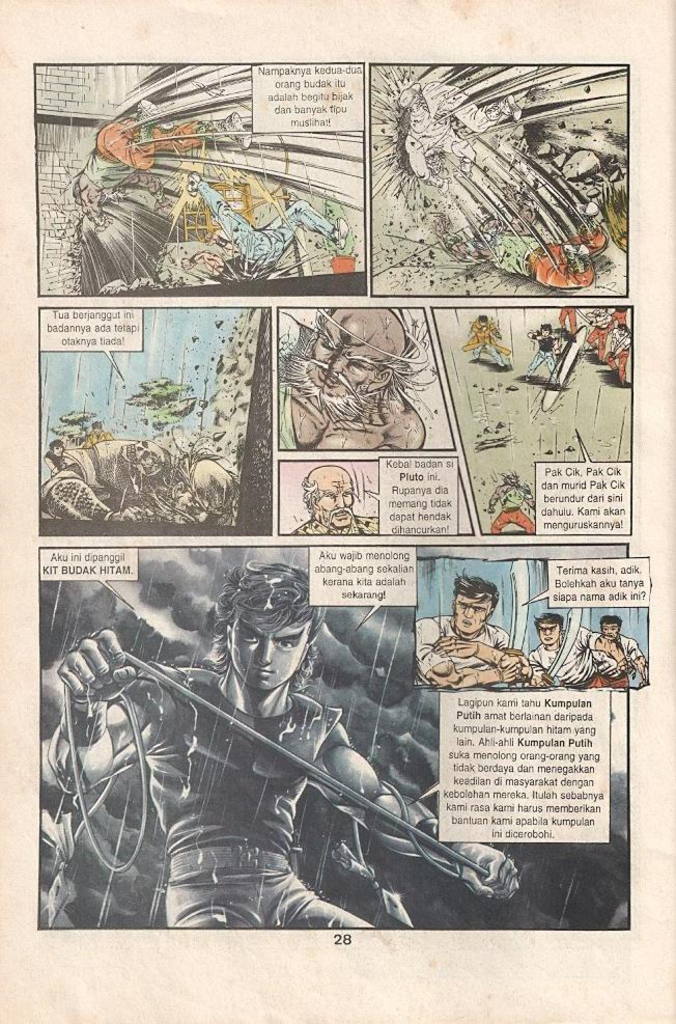 Nampaknya kedua-dua
orang budak itu
adalah begitu bijak
dan banyak tipu
muslihat!
Tua berjanggut ini
badannya ada tetapi
otaknya tiada!
Kebal badan si
Pluto ini.
Rupanya dia
memang tidak
dapat hendak
dihancurkan!
Pak Cik, Pak Cik
dan murid Pak Cik
berundur dari sini
dahulu. Kami akan
menguruskannya!
Aku ini dipanggil
KIT BUDAK HITAM.
Aku wajib menolong
abang-abang sekalian
kerana kita adalah
sekarang!
Terima kasih, adik.
Bolehkah aku tanya
siapa nama adik ini?
Lagipun kami tahu Kumpulan
Putih amat berlainan daripada
kumpulan-kumpulan hitam yang
lain. Ahli-ahli Kumpulan Putih
suka menolong orang-orang yang
tidak berdaya dan menegakkan
keadilan di masyarakat dengan
kebolehan mereka. Itulah sebabnya
kami rasa kami harus memberikan
bantuan kami apabila kumpulan
ini dicerobohi.
28